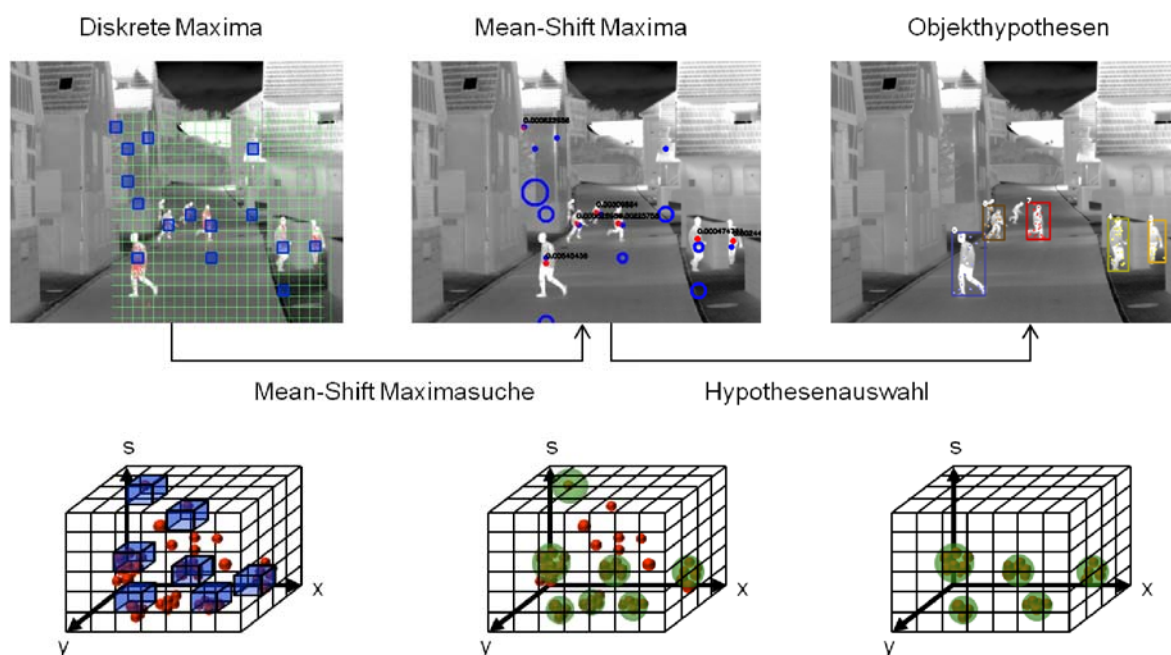 Diskrete Maxima
Mean-Shift Maxima
Objekthypothesen
Mean-Shift Maximasuche
Hypothesenauswahl
S
x
y
S
x
y
S
x
y